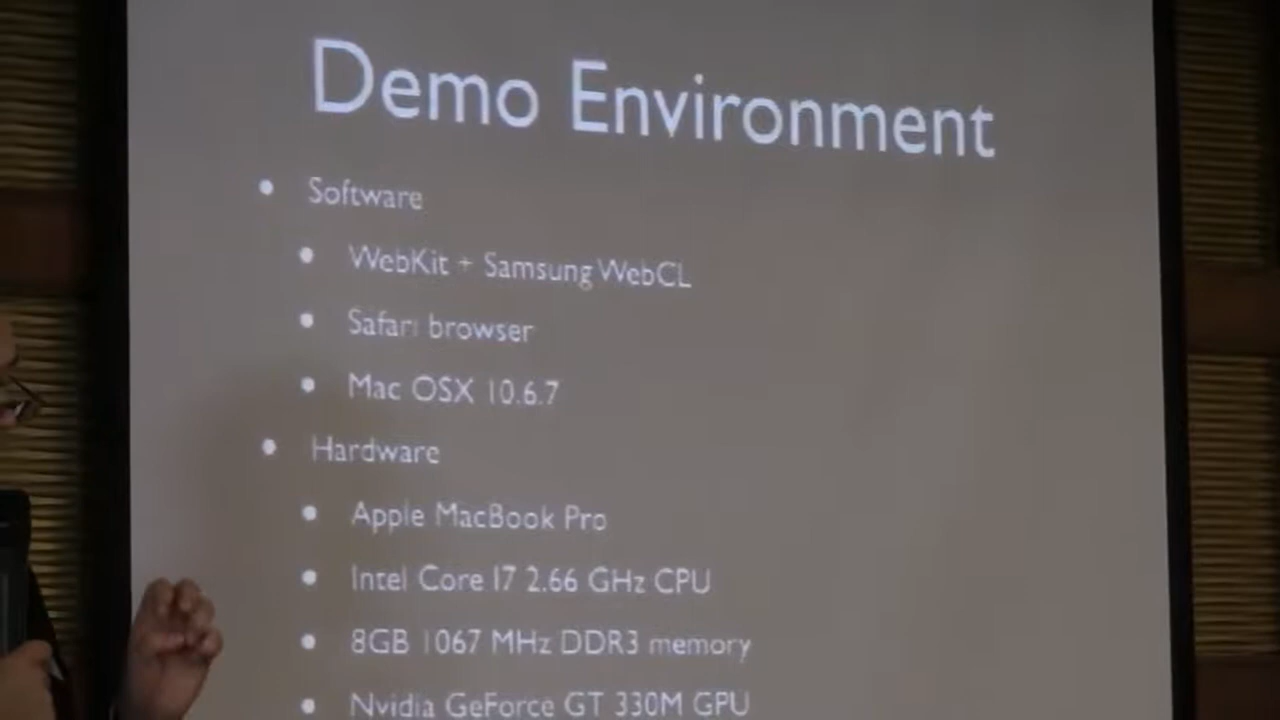 Demo Environment
Software
WebKit + Samsung WebCL
Safari browser
Mac OSX 10.6.7
Hardware
Apple MacBook Pro
Intel Core I7 2.66 GHz CPU
8GB 1067 MHz DDR3 memory
Nvidia GeForce GT 330M GPU